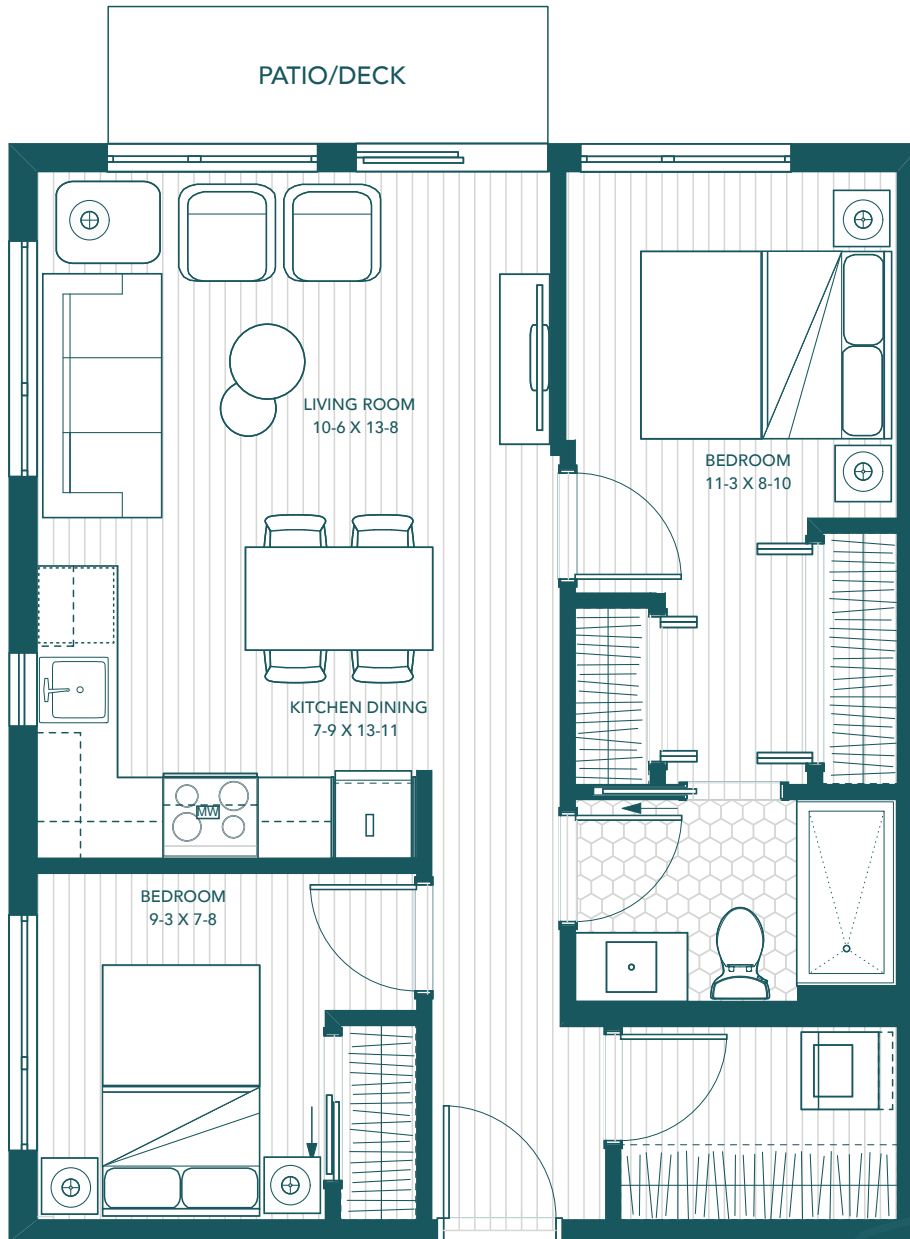 PATIO/DECK
LIVING ROOM
10-6 X 13-8
BEDROOM
11-3 X 8-10
KITCHEN DINING
7-9 X 13-11
MW
BEDROOM
9-3 X 7-8